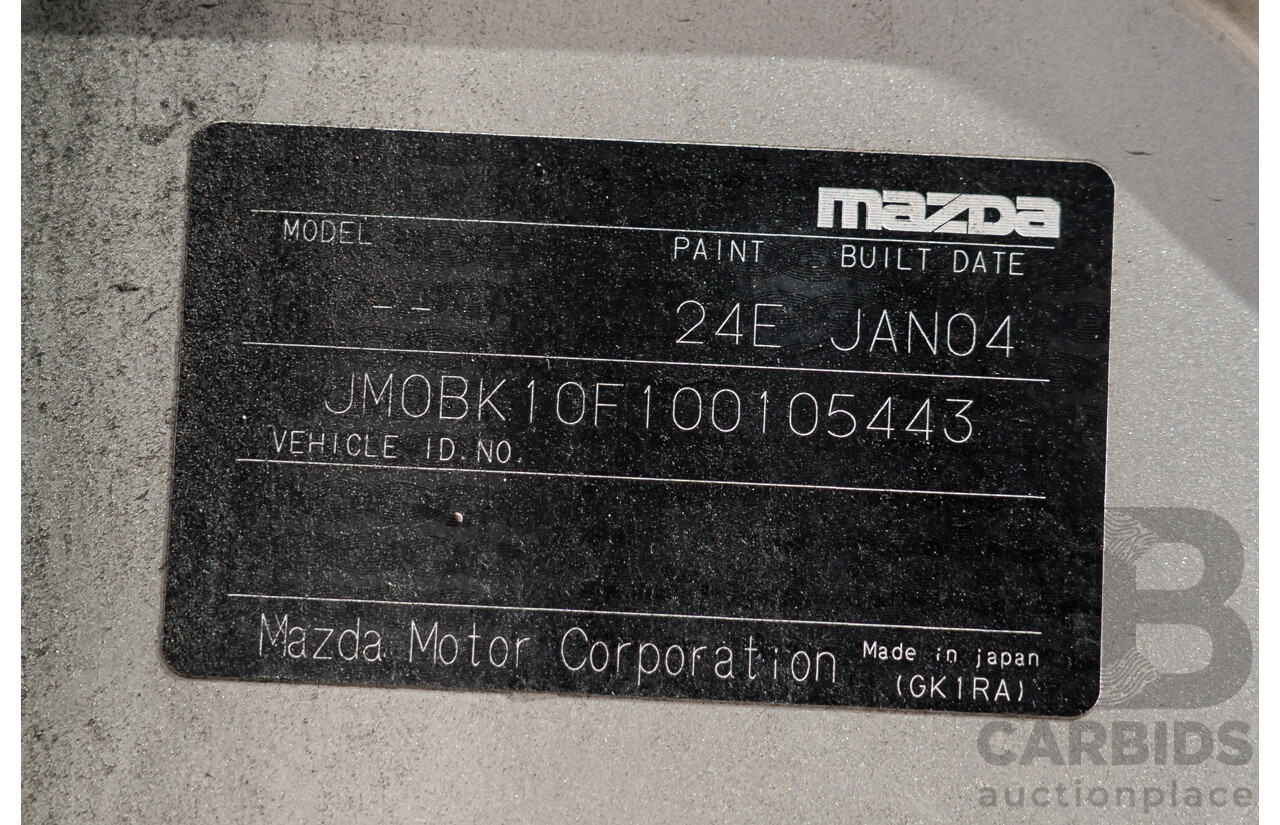 mazda
MODEL PAINT BUILT DATE
-- 24E JAN04
JM0BK10F100105443
VEHICLE ID.NO.
Mazda Motor Corporation Made in japan
(GK1RA)
B
CARBIDS
auctionplace